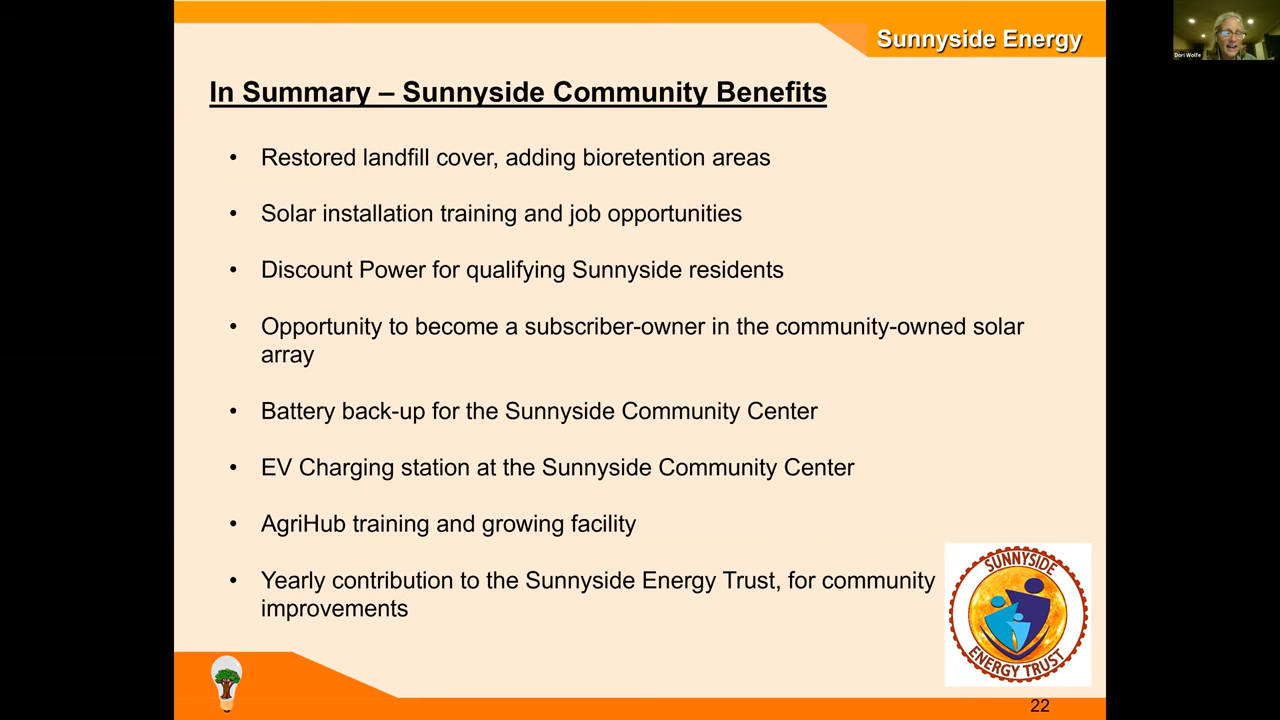 Sunnyside Energy
Dori Wolfe
In Summary – Sunnyside Community Benefits
• Restored landfill cover, adding bioretention areas
• Solar installation training and job opportunities
• Discount Power for qualifying Sunnyside residents
• Opportunity to become a subscriber-owner in the community-owned solar
array
• Battery back-up for the Sunnyside Community Center
• EV Charging station at the Sunnyside Community Center
• AgriHub training and growing facility
• Yearly contribution to the Sunnyside Energy Trust, for community
improvements
SUNNYSIDE
ENERGY TRUST
22